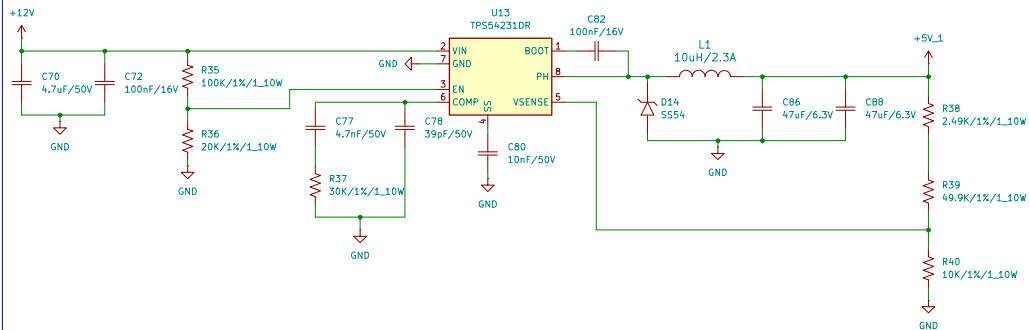 +12V
U13
TPS54231DR
C82
100nF/16V
L1
10uH/2.3A
+5V_1
2 VIN
BOOT 1
7 GND
GND
PH 8
3 EN
6 COMP
SS
4
VSENSE 5
C70
4.7uF/50V
C72
100nF/16V
R35
100K/1%/1_10W
R36
20K/1%/1_10W
GND
GND
C77
4.7nF/50V
C78
39pF/50V
R37
30K/1%/1_10W
GND
C80
10nF/50V
GND
D14
SS54
C86
47uF/6.3V
C88
47uF/6.3V
GND
R38
2.49K/1%/1_10W
R39
49.9K/1%/1_10W
R40
10K/1%/1_10W
GND